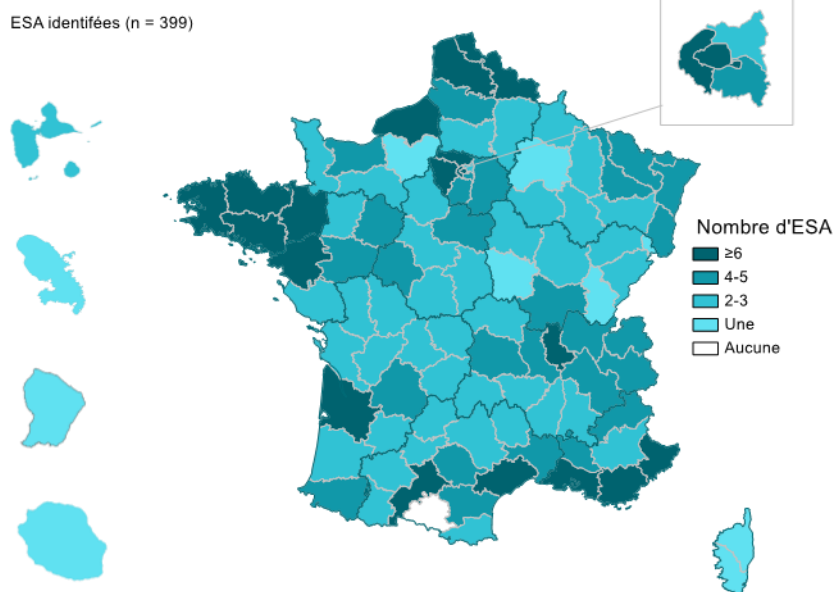 ESA identifées (n = 399)
Nombre d'ESA
≥6
4-5
2-3
Une
Aucune